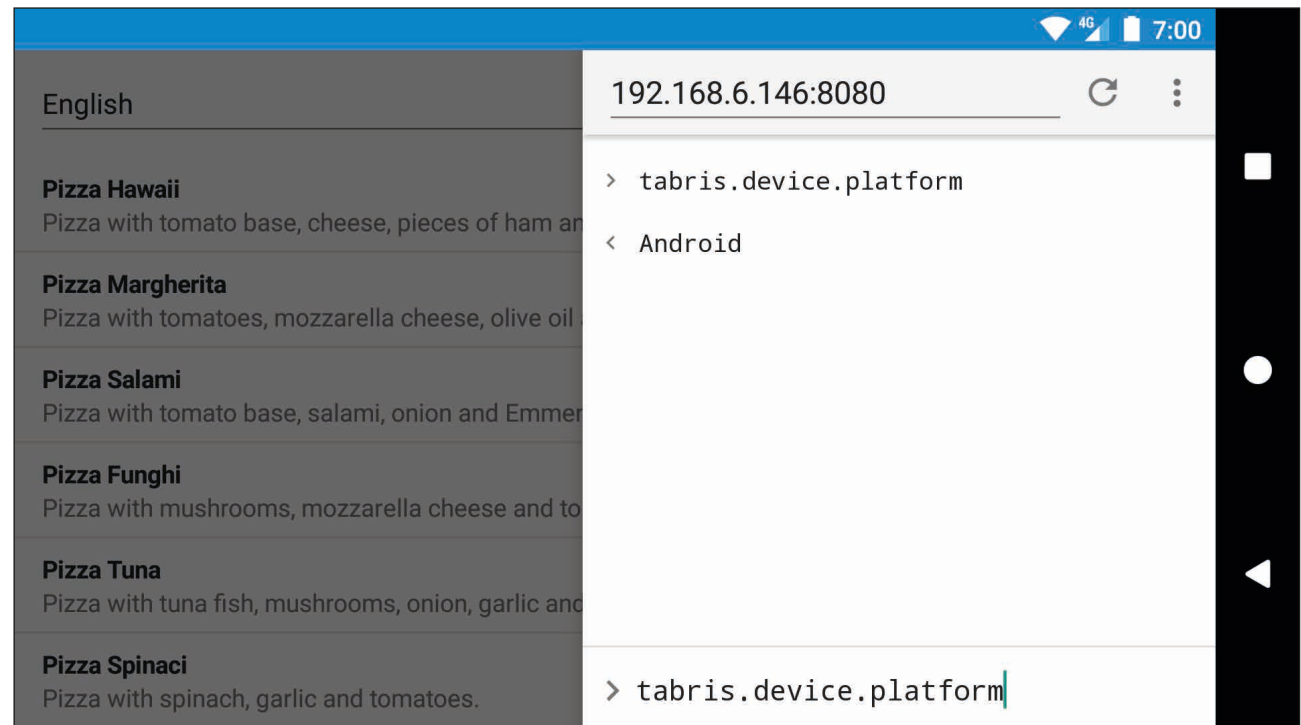 4G 7:00
English
Pizza Hawaii
Pizza with tomato base, cheese, pieces of ham an
Pizza Margherita
Pizza with tomatoes, mozzarella cheese, olive oil
Pizza Salami
Pizza with tomato base, salami, onion and Emmer
Pizza Funghi
Pizza with mushrooms, mozzarella cheese and to
Pizza Tuna
Pizza with tuna fish, mushrooms, onion, garlic and
Pizza Spinaci
Pizza with spinach, garlic and tomatoes.
192.168.6.146:8080
> tabris.device.platform
< Android
> tabris.device.platform